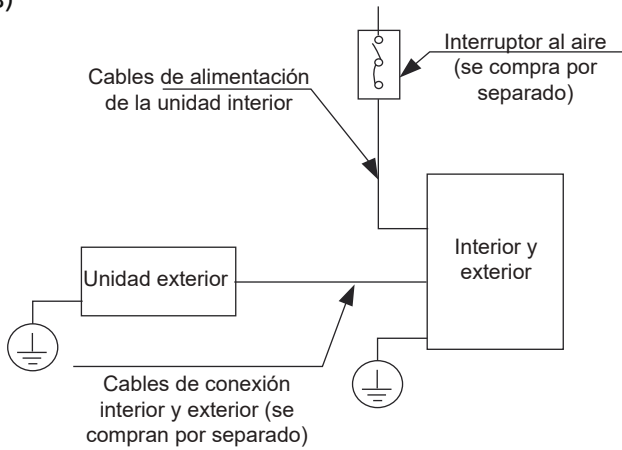 Interruptor al aire
(se compra por
separado)
Cables de alimentación
de la unidad interior
Interior y
exterior
Unidad exterior
Cables de conexión
interior y exterior (se
compran por separado)